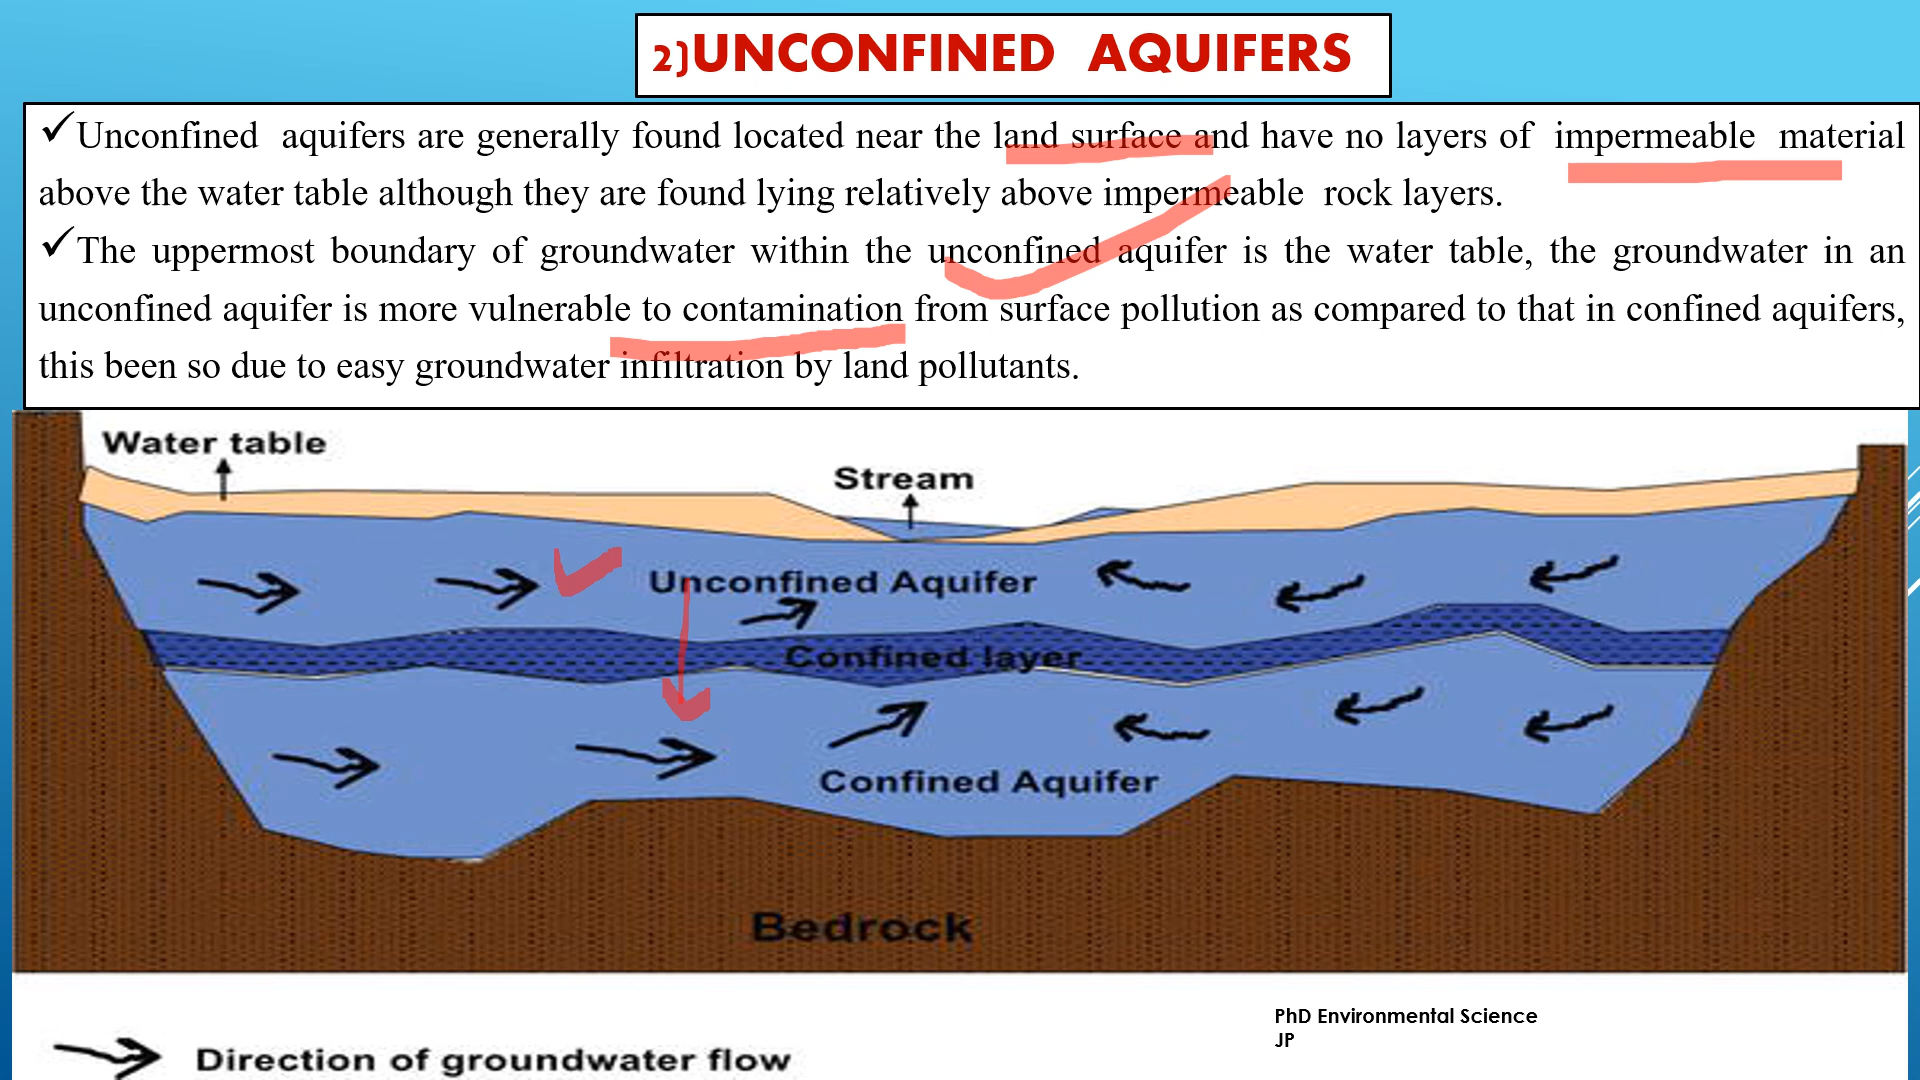 2)UNCONFINED AQUIFERS
✓Unconfined aquifers are generally found located near the land surface and have no layers of impermeable material
above the water table although they are found lying relatively above impermeable rock layers.
✓The uppermost boundary of groundwater within the unconfined aquifer is the water table, the groundwater in an
unconfined aquifer is more vulnerable to contamination from surface pollution as compared to that in confined aquifers,
this been so due to easy groundwater infiltration by land pollutants.
Water table
Stream
Unconfined Aquifer
Confined layer
Confined Aquifer
Bedrock
PhD Environmental Science
JP
Direction of groundwater flow